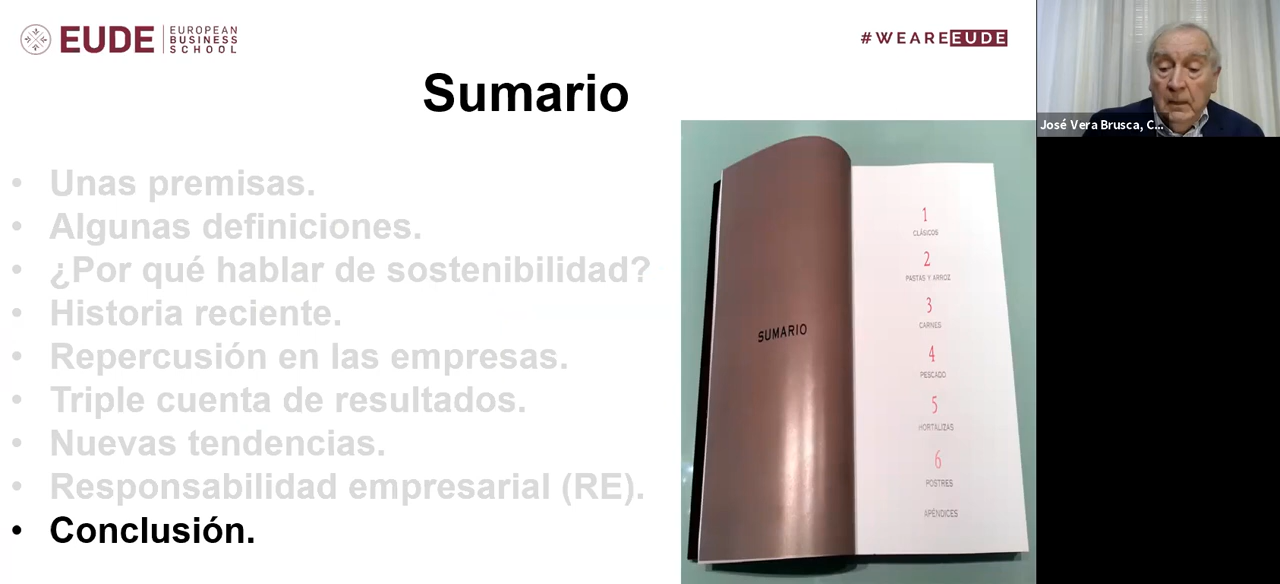 EUDE
EUROPEAN
BUSINESS
SCHOOL
#WEAREEUDE
José Vera Brusca, C...
Sumario
• Unas premisas.
• Algunas definiciones.
• ¿Por qué hablar de sostenibilidad?
• Historia reciente.
• Repercusión en las empresas.
• Triple cuenta de resultados.
• Nuevas tendencias.
• Responsabilidad empresarial (RE).
• Conclusión.
SUMARIO
1
CLÁSICOS
2
PASTAS Y ARROZ
3
CARNES
4
PESCADO
5
HORTALIZAS
6
POSTRES
APÉNDICES